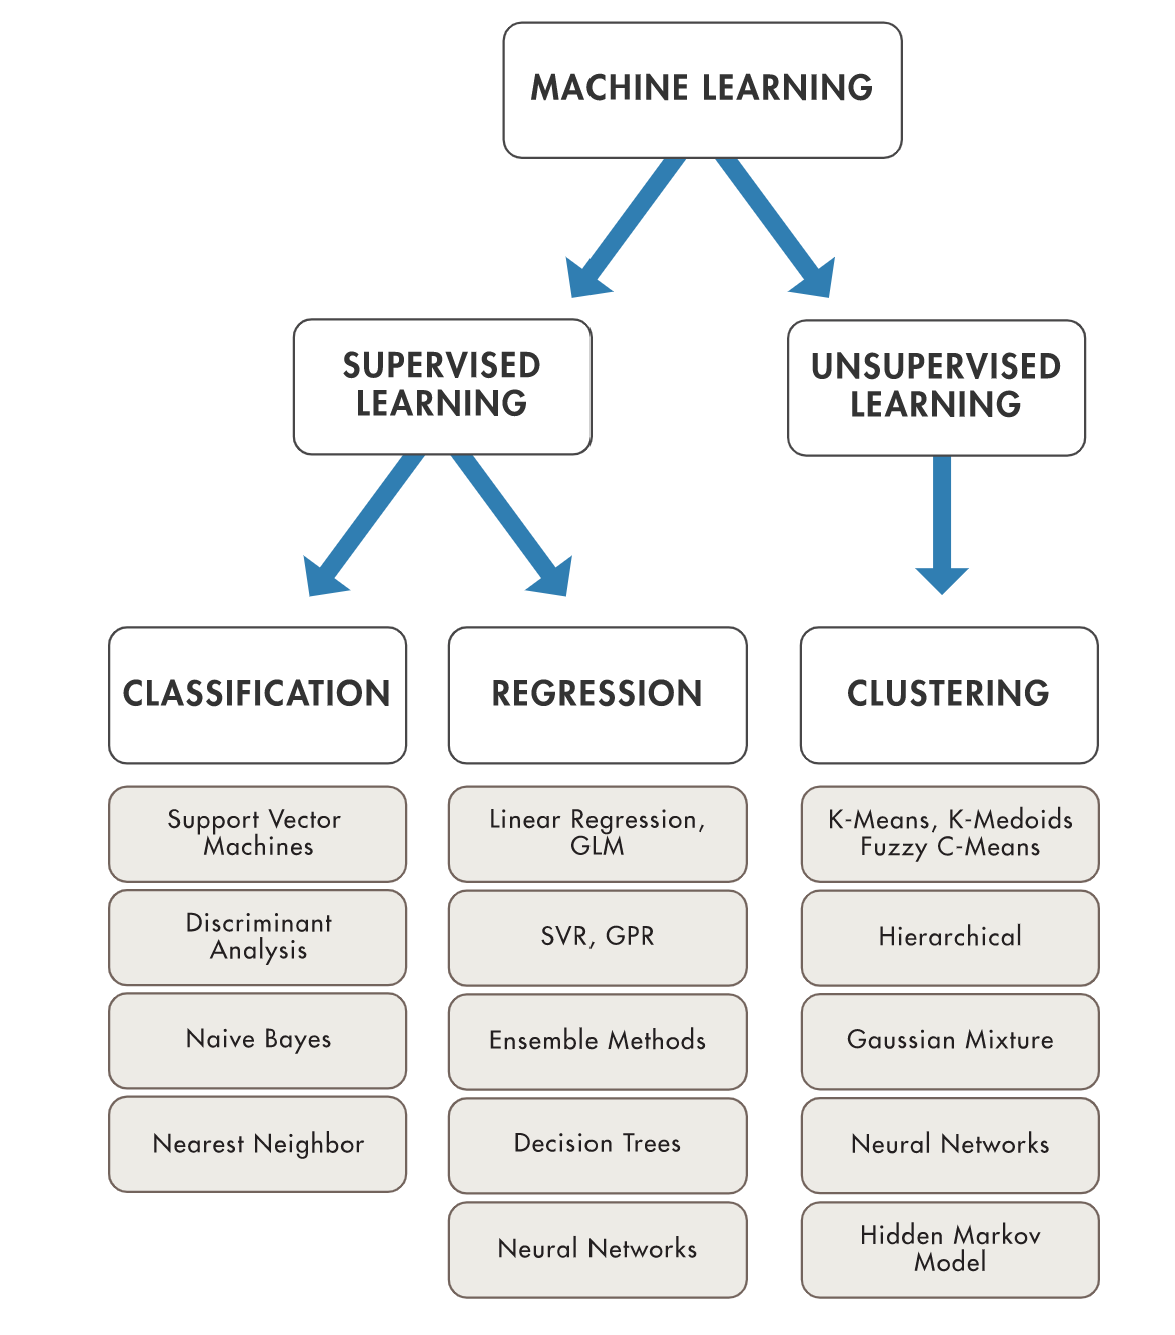 MACHINE LEARNING
SUPERVISED
LEARNING
UNSUPERVISED
LEARNING
CLASSIFICATION
Support Vector
Machines
Discriminant
Analysis
Naive Bayes
Nearest Neighbor
REGRESSION
Linear Regression,
GLM
SVR, GPR
Ensemble Methods
Decision Trees
Neural Networks
CLUSTERING
K-Means, K-Medoids
Fuzzy C-Means
Hierarchical
Gaussian Mixture
Neural Networks
Hidden Markov
Model